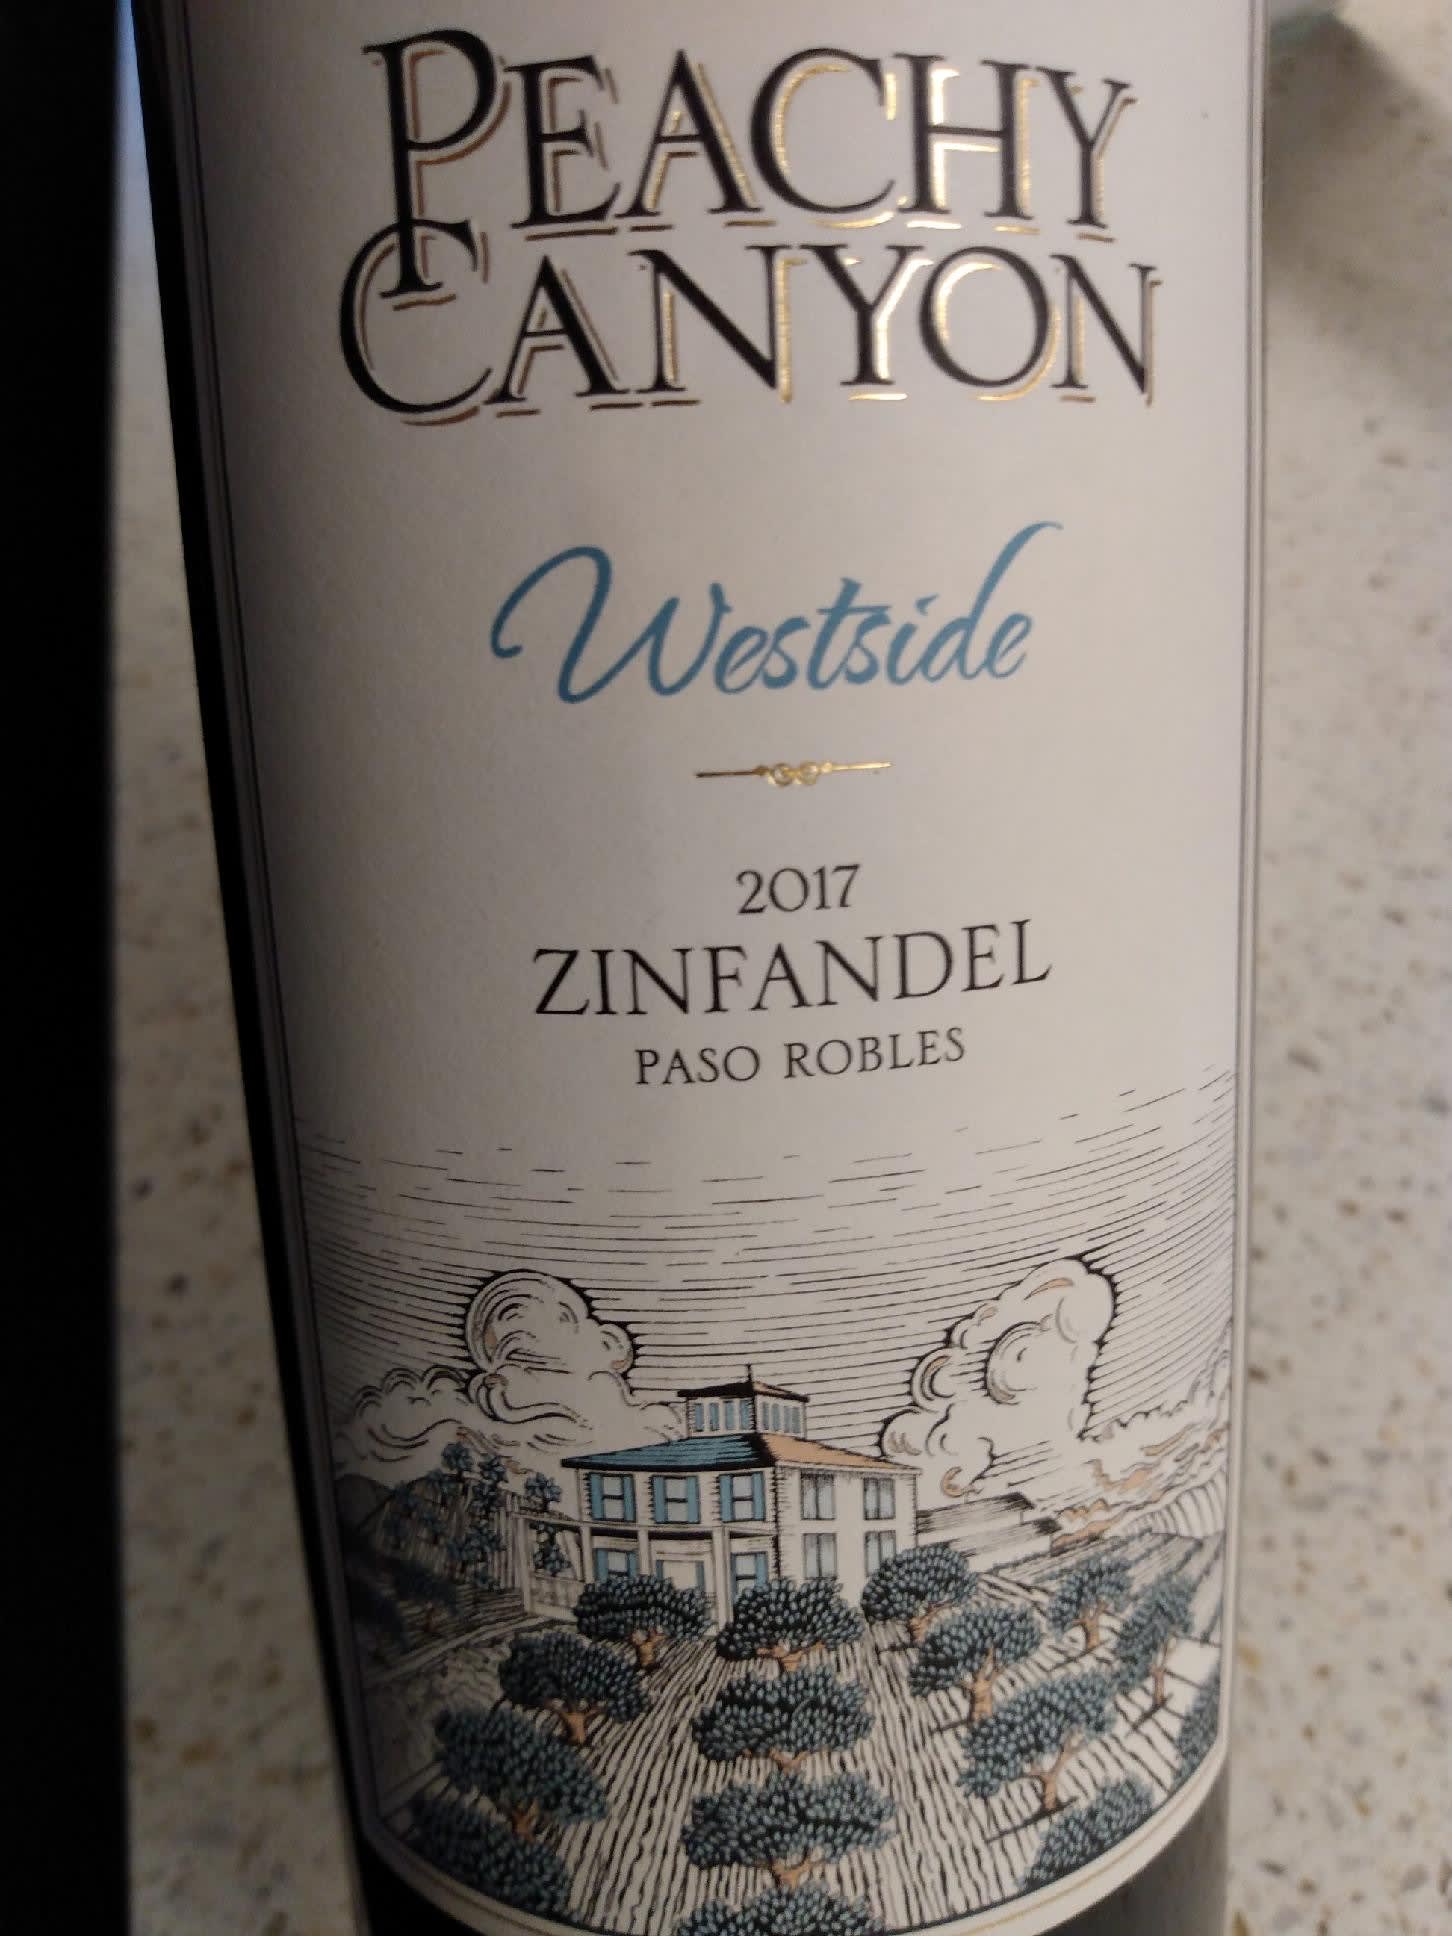 PEACHY
CANYON
Westside
2017
ZINFANDEL
PASO ROBLES